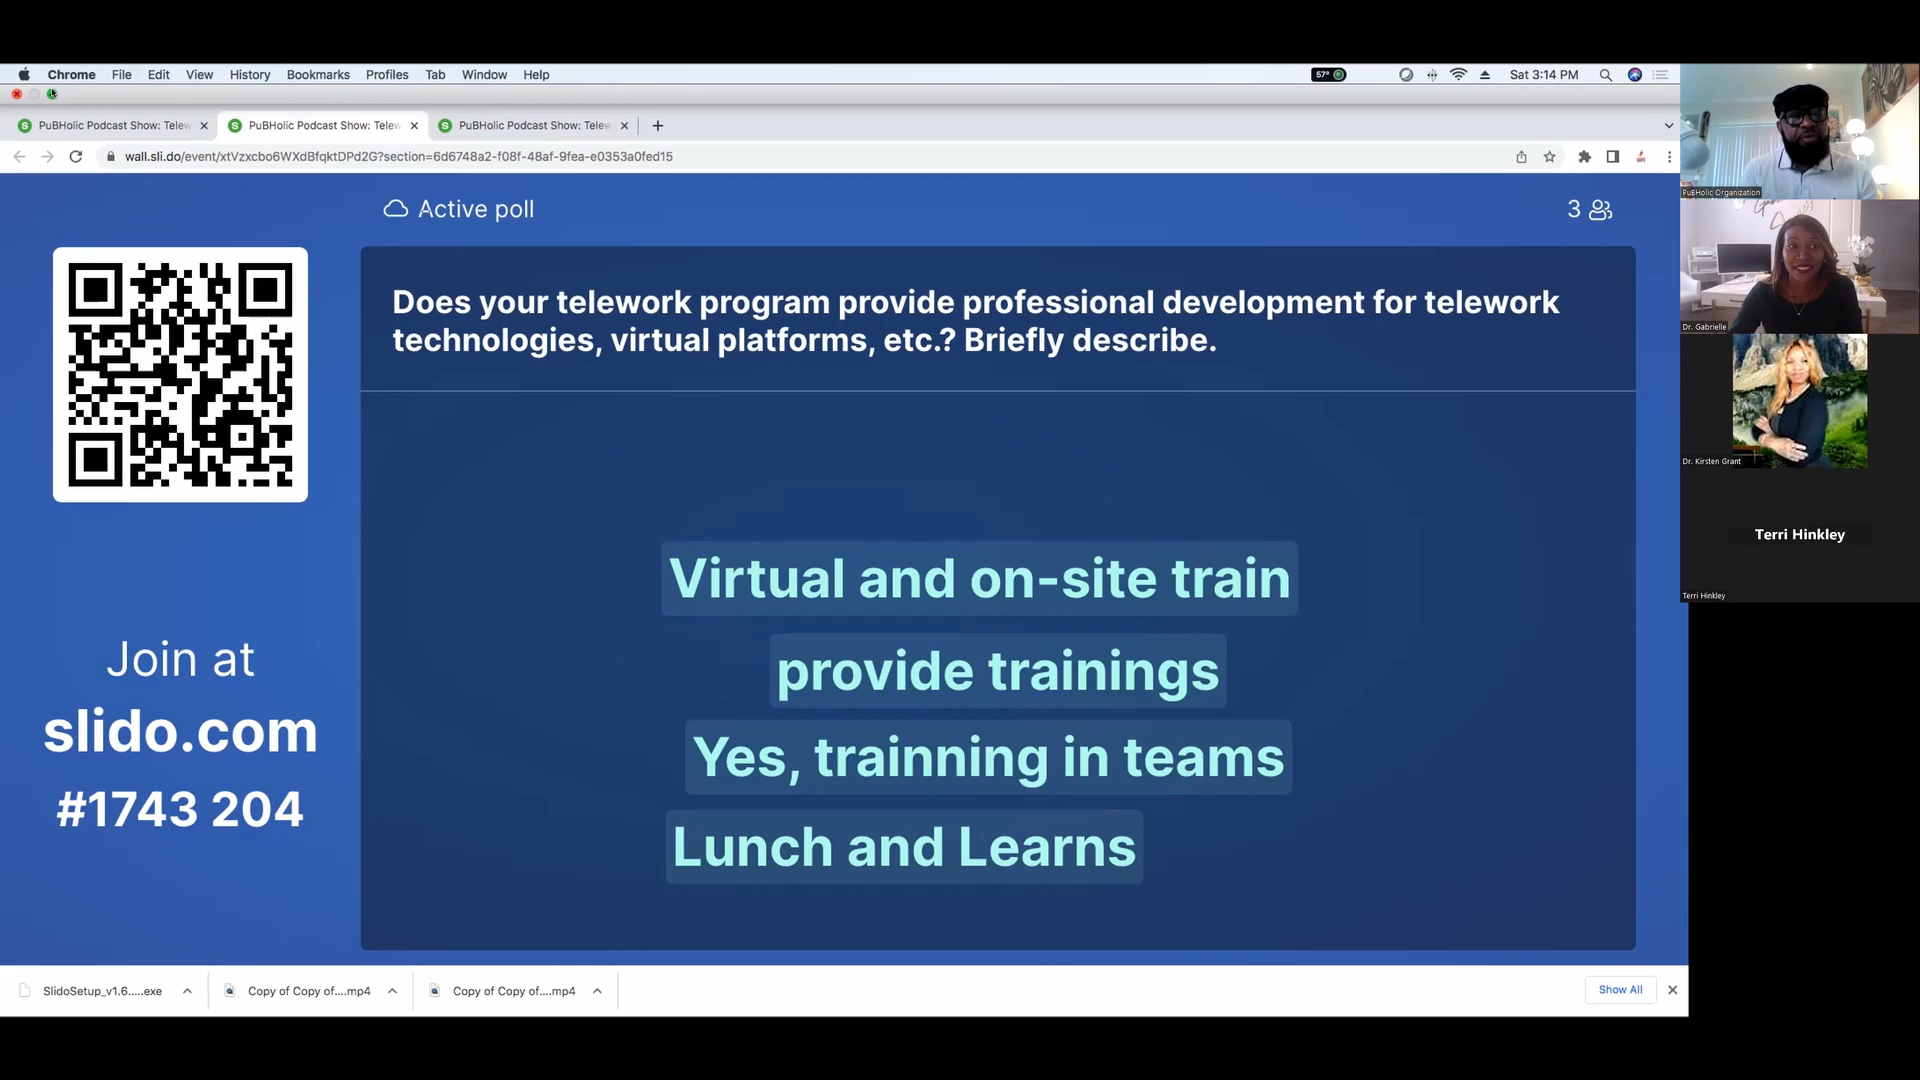 Chrome File Edit View History Bookmarks Profiles Tab Window Help
57° Sat 3:14 PM
PuBHolic Podcast Show: Telew
PuBHolic Podcast Show: Telew
PuBHolic Podcast Show: Telew
wall.sli.do/event/xtVzxcbo6WXdBfqktDPd2G?section=6d6748a2-f08f-48af-9fea-e0353a0fed15
Active poll
3
Does your telework program provide professional development for telework
technologies, virtual platforms, etc.? Briefly describe.
Virtual and on-site train
provide trainings
Yes, trainning in teams
Lunch and Learns
Join at
slido.com
#1743 204
SlidoSetup_v1.6.....exe
Copy of Copy of....mp4
Copy of Copy of....mp4
Show All
PuBHolic Organization
Dr. Gabrielle
Dr. Kirsten Grant
Terri Hinkley
Terri Hinkley